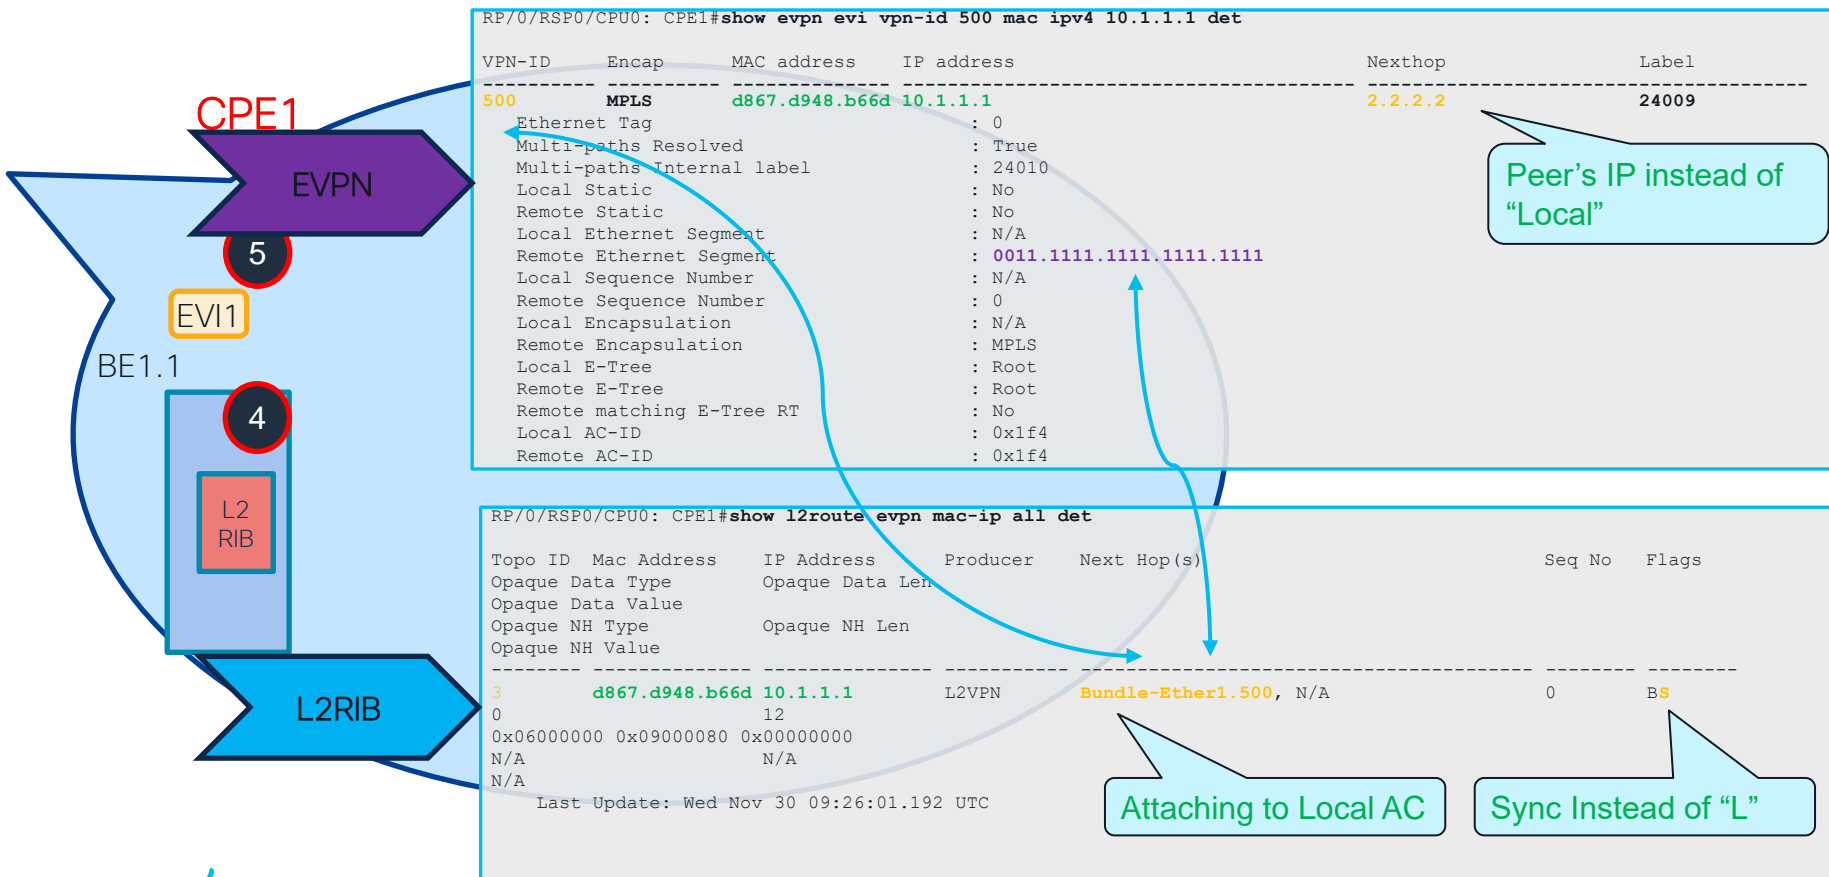 RP/0/RSP0/CPU0: CPE1#show evpn evi vpn-id 500 mac ipv4 10.1.1.1 det
VPN-ID Encap MAC address IP address Nexthop Label
---------- ---------- -------------- ---------------------------------------- ---------------------------------------- --------
500 MPLS d867.d948.b66d 10.1.1.1 2.2.2.2 24009
Ethernet Tag : 0
Multi-paths Resolved : True
Multi-paths Internal label : 24010
Local Static : No
Remote Static : No
Local Ethernet Segment : N/A
Remote Ethernet Segment : 0011.1111.1111.1111.1111
Local Sequence Number : N/A
Remote Sequence Number : 0
Local Encapsulation : N/A
Remote Encapsulation : MPLS
Local E-Tree : Root
Remote E-Tree : Root
Remote matching E-Tree RT : No
Local AC-ID : 0x1f4
Remote AC-ID : 0x1f4
Peer's IP instead of
“Local”
CPE1
EVPN
5
EVI1
BE1.1
4
L2
RIB
L2RIB
RP/0/RSP0/CPU0: CPE1#show l2route evpn mac-ip all det
Topo ID Mac Address IP Address Producer Next Hop(s) Seq No Flags
Opaque Data Type Opaque Data Len
Opaque Data Value
Opaque NH Type Opaque NH Len
Opaque NH Value
-------- -------------- --------------- ----------- ---------------------------------------- -------- --------
3 d867.d948.b66d 10.1.1.1 L2VPN Bundle-Ether1.500, N/A 0 BS
0 12
0x06000000 0x09000080 0x00000000
N/A N/A
N/A
Last Update: Wed Nov 30 09:26:01.192 UTC
Attaching to Local AC
Sync Instead of “L”